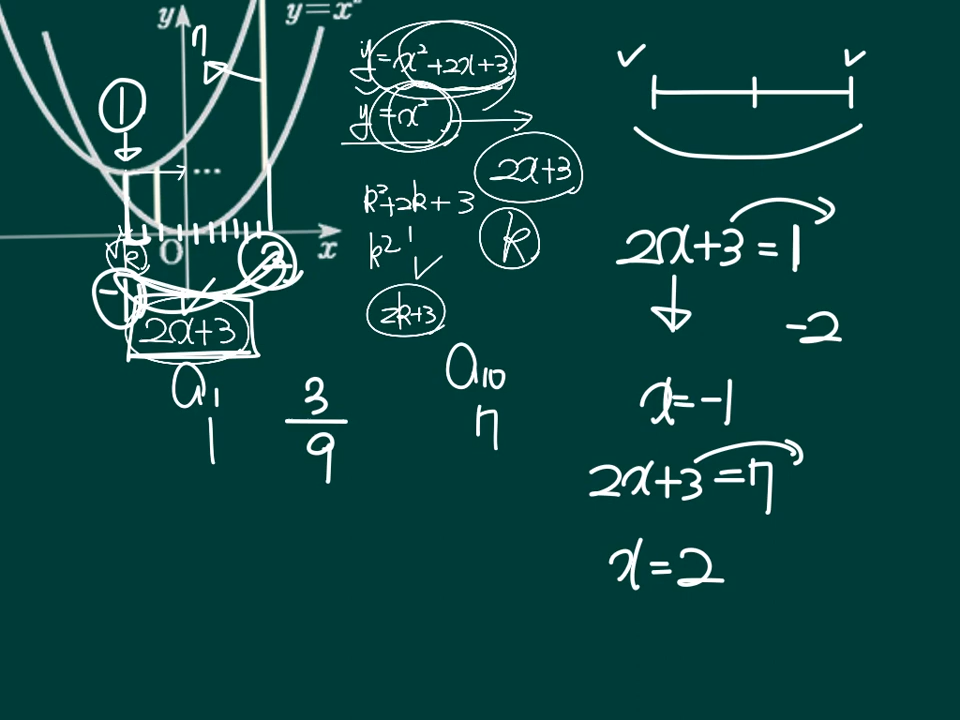 y
y=x²
7
y=x²+2x+3
①
y=x²
...
2x+3
k²+2k+3
O
x
k
k²
k
2x+3=1
-1
2
2k+3
2x+3
-2
a₁
3
9
a₁₀
1
7
x=-1
2x+3=7
x=2